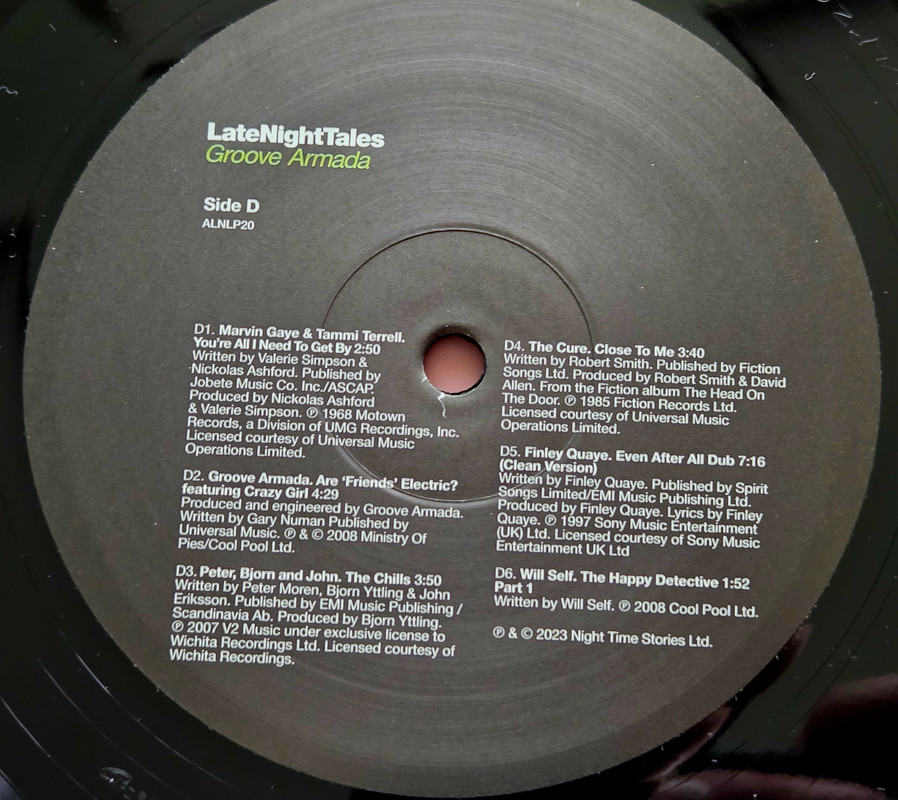 LateNightTales
Groove Armada
Side D
ALNLP20
D1. Marvin Gaye & Tammi Terrell.
You're All I Need To Get By 2:50
Written by Valerie Simpson &
Nickolas Ashford. Published by
Jobete Music Co. Inc./ASCAP.
Produced by Nickolas Ashford
& Valerie Simpson. ℗ 1968 Motown
Records, a Division of UMG Recordings, Inc.
Licensed courtesy of Universal Music
Operations Limited.
D2. Groove Armada. Are 'Friends' Electric?
featuring Crazy Girl 4:29
Produced and engineered by Groove Armada.
Written by Gary Numan Published by
Universal Music. ℗ & © 2008 Ministry Of
Pies/Cool Pool Ltd.
D3. Peter, Bjorn and John. The Chills 3:50
Written by Peter Moren, Bjorn Yttling & John
Eriksson. Published by EMI Music Publishing /
Scandinavia Ab. Produced by Bjorn Yttling.
℗ 2007 V2 Music under exclusive license to
Wichita Recordings Ltd. Licensed courtesy of
Wichita Recordings.
D4. The Cure. Close To Me 3:40
Written by Robert Smith. Published by Fiction
Songs Ltd. Produced by Robert Smith & David
Allen. From the Fiction album The Head On
The Door. ℗ 1985 Fiction Records Ltd.
Licensed courtesy of Universal Music
Operations Limited.
D5. Finley Quaye. Even After All Dub 7:16
(Clean Version)
Written by Finley Quaye. Published by Spirit
Songs Limited/EMI Music Publishing Ltd.
Produced by Finley Quaye. Lyrics by Finley
Quaye. ℗ 1997 Sony Music Entertainment
(UK) Ltd. Licensed courtesy of Sony Music
Entertainment UK Ltd
D6. Will Self. The Happy Detective 1:52
Part 1
Written by Will Self. ℗ 2008 Cool Pool Ltd.
℗ & © 2023 Night Time Stories Ltd.